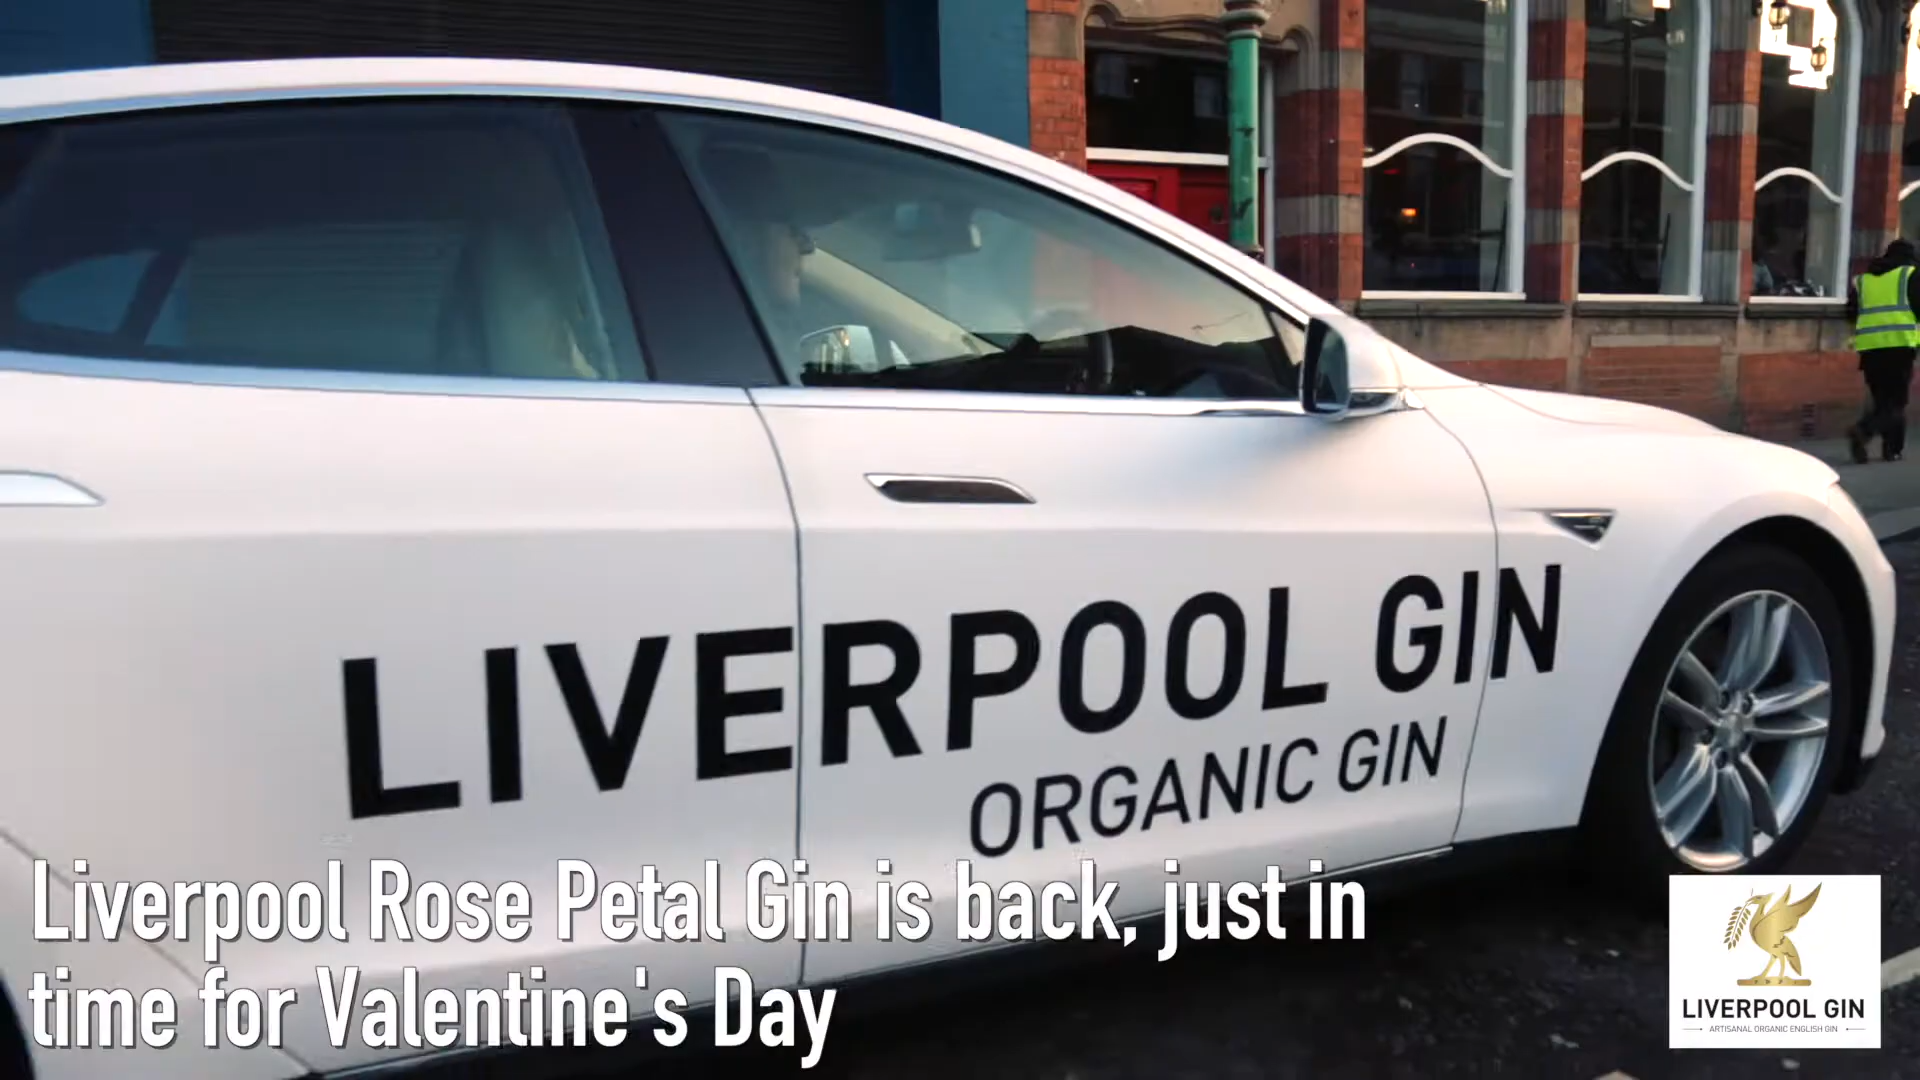 LIVERPOOL GIN
ORGANIC GIN
Liverpool Rose Petal Gin is back, just in
time for Valentine's Day
LIVERPOOL GIN
ARTISANAL ORGANIC ENGLISH GIN